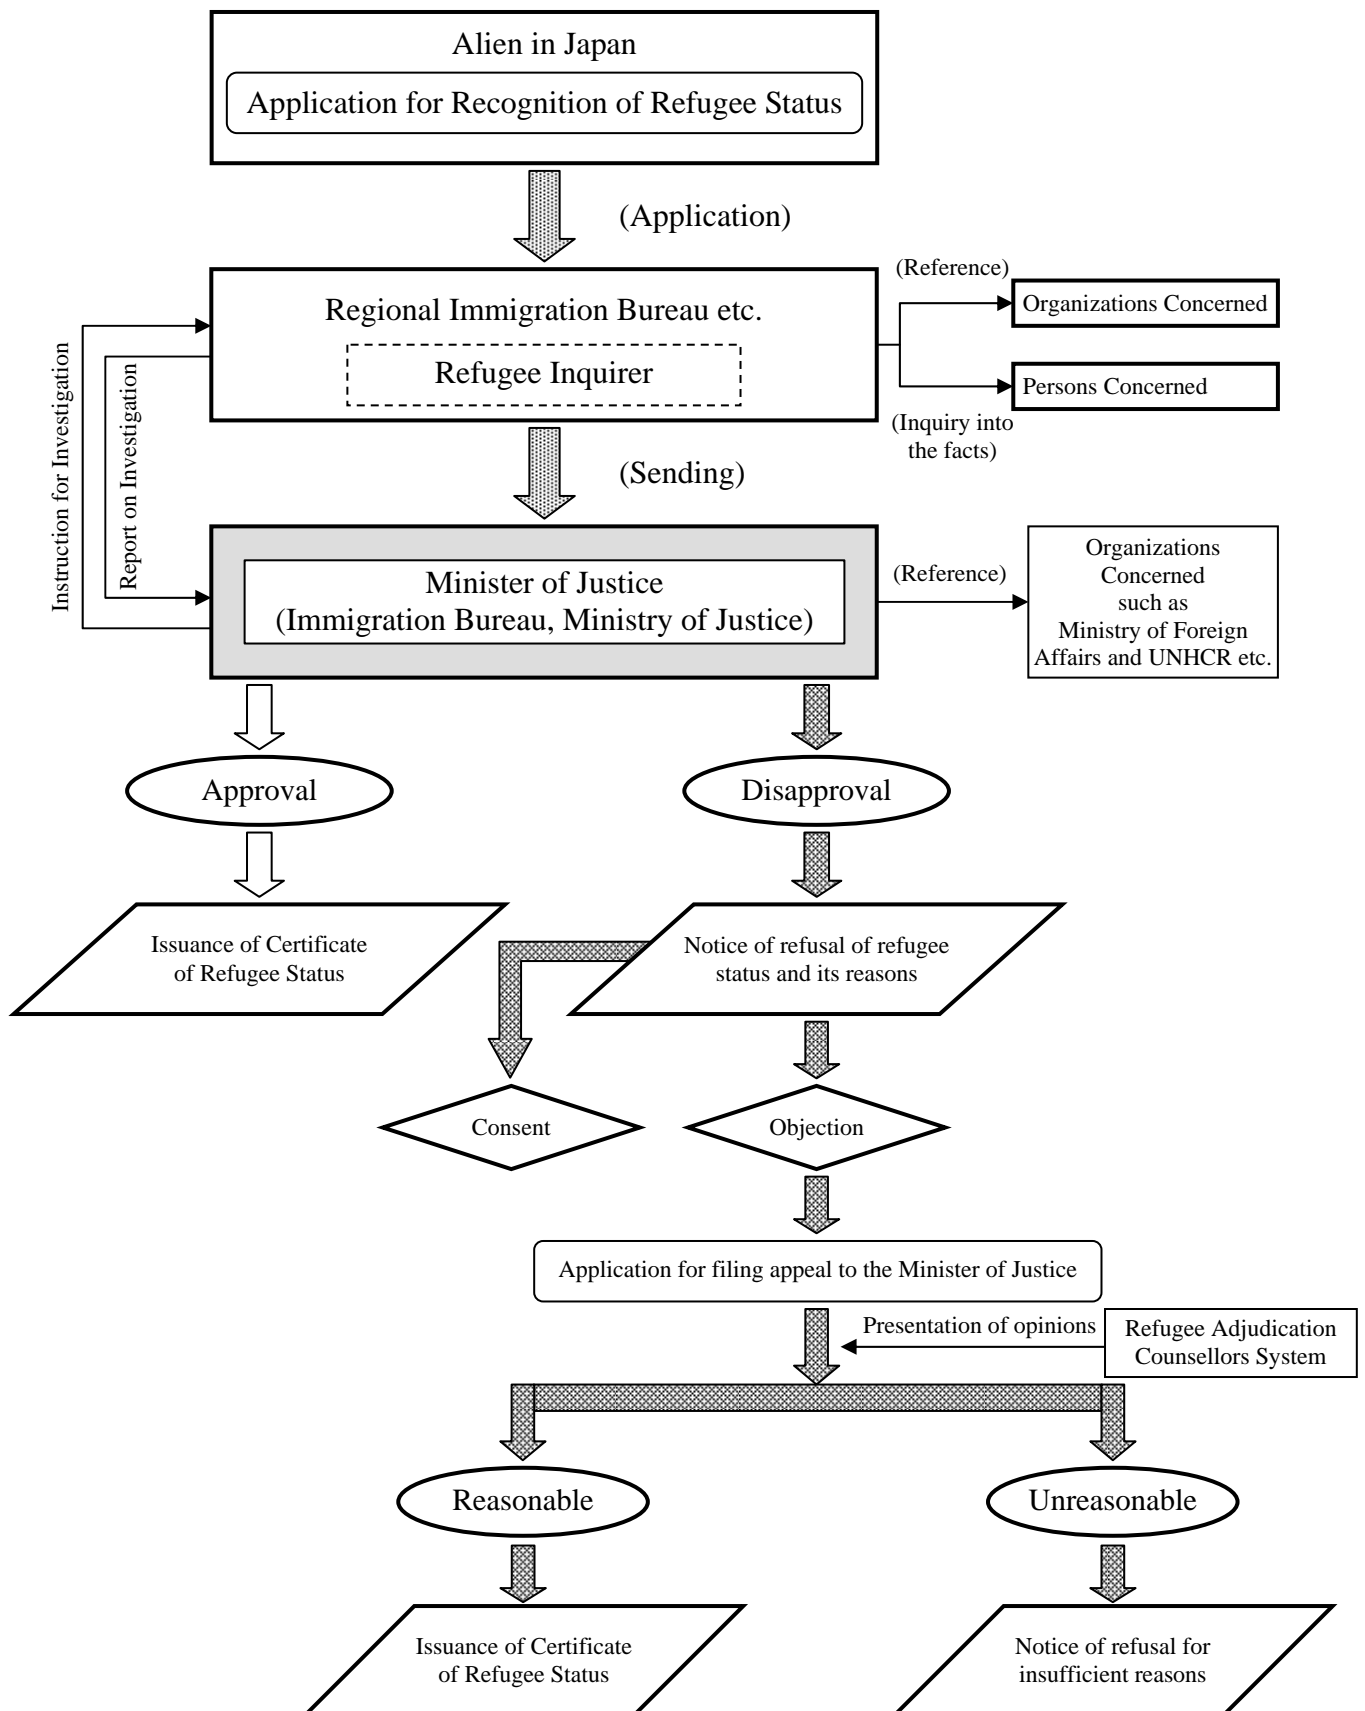 Alien in Japan
Application for Recognition of Refugee Status
(Application)
Regional Immigration Bureau etc.
Refugee Inquirer
(Reference)
Organizations Concerned
Persons Concerned
(Inquiry into
the facts)
Instruction for Investigation
Report on Investigation
(Sending)
Minister of Justice
(Immigration Bureau, Ministry of Justice)
(Reference)
Organizations
Concerned
such as
Ministry of Foreign
Affairs and UNHCR etc.
Approval
Disapproval
Issuance of Certificate
of Refugee Status
Notice of refusal of refugee
status and its reasons
Consent
Objection
Application for filing appeal to the Minister of Justice
Presentation of opinions
Refugee Adjudication
Counsellors System
Reasonable
Unreasonable
Issuance of Certificate
of Refugee Status
Notice of refusal for
insufficient reasons